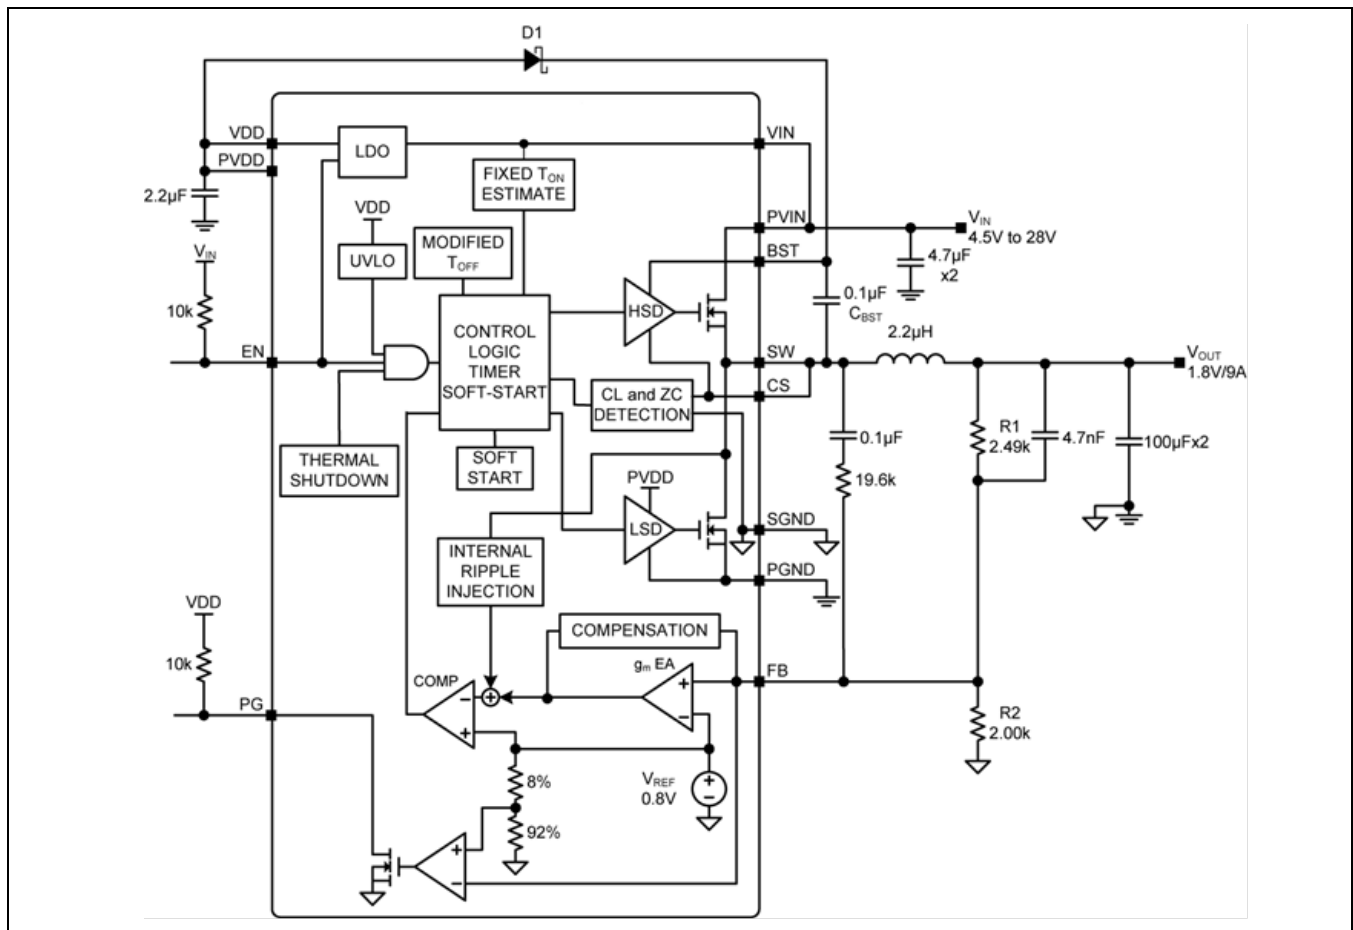 D1
VDD
LDO
VIN
PVDD
FIXED TON
ESTIMATE
2.2µF
VDD
PVIN
VIN
4.5V to 28V
MODIFIED
TOFF
VIN
UVLO
BST
4.7µF
x2
10k
HSD
0.1µF
CBST
CONTROL
LOGIC
TIMER
SOFT-START
2.2µH
EN
SW
VOUT
1.8V/9A
CS
CL and ZC
DETECTION
0.1µF
R1
2.49k
4.7nF
100µFx2
THERMAL
SHUTDOWN
SOFT
START
PVDD
19.6k
LSD
SGND
INTERNAL
RIPPLE
INJECTION
PGND
VDD
COMPENSATION
10k
gm EA
FB
COMP
PG
+
−
−
+
+
−
R2
2.00k
8%
VREF
0.8V
+
−
92%
+
−